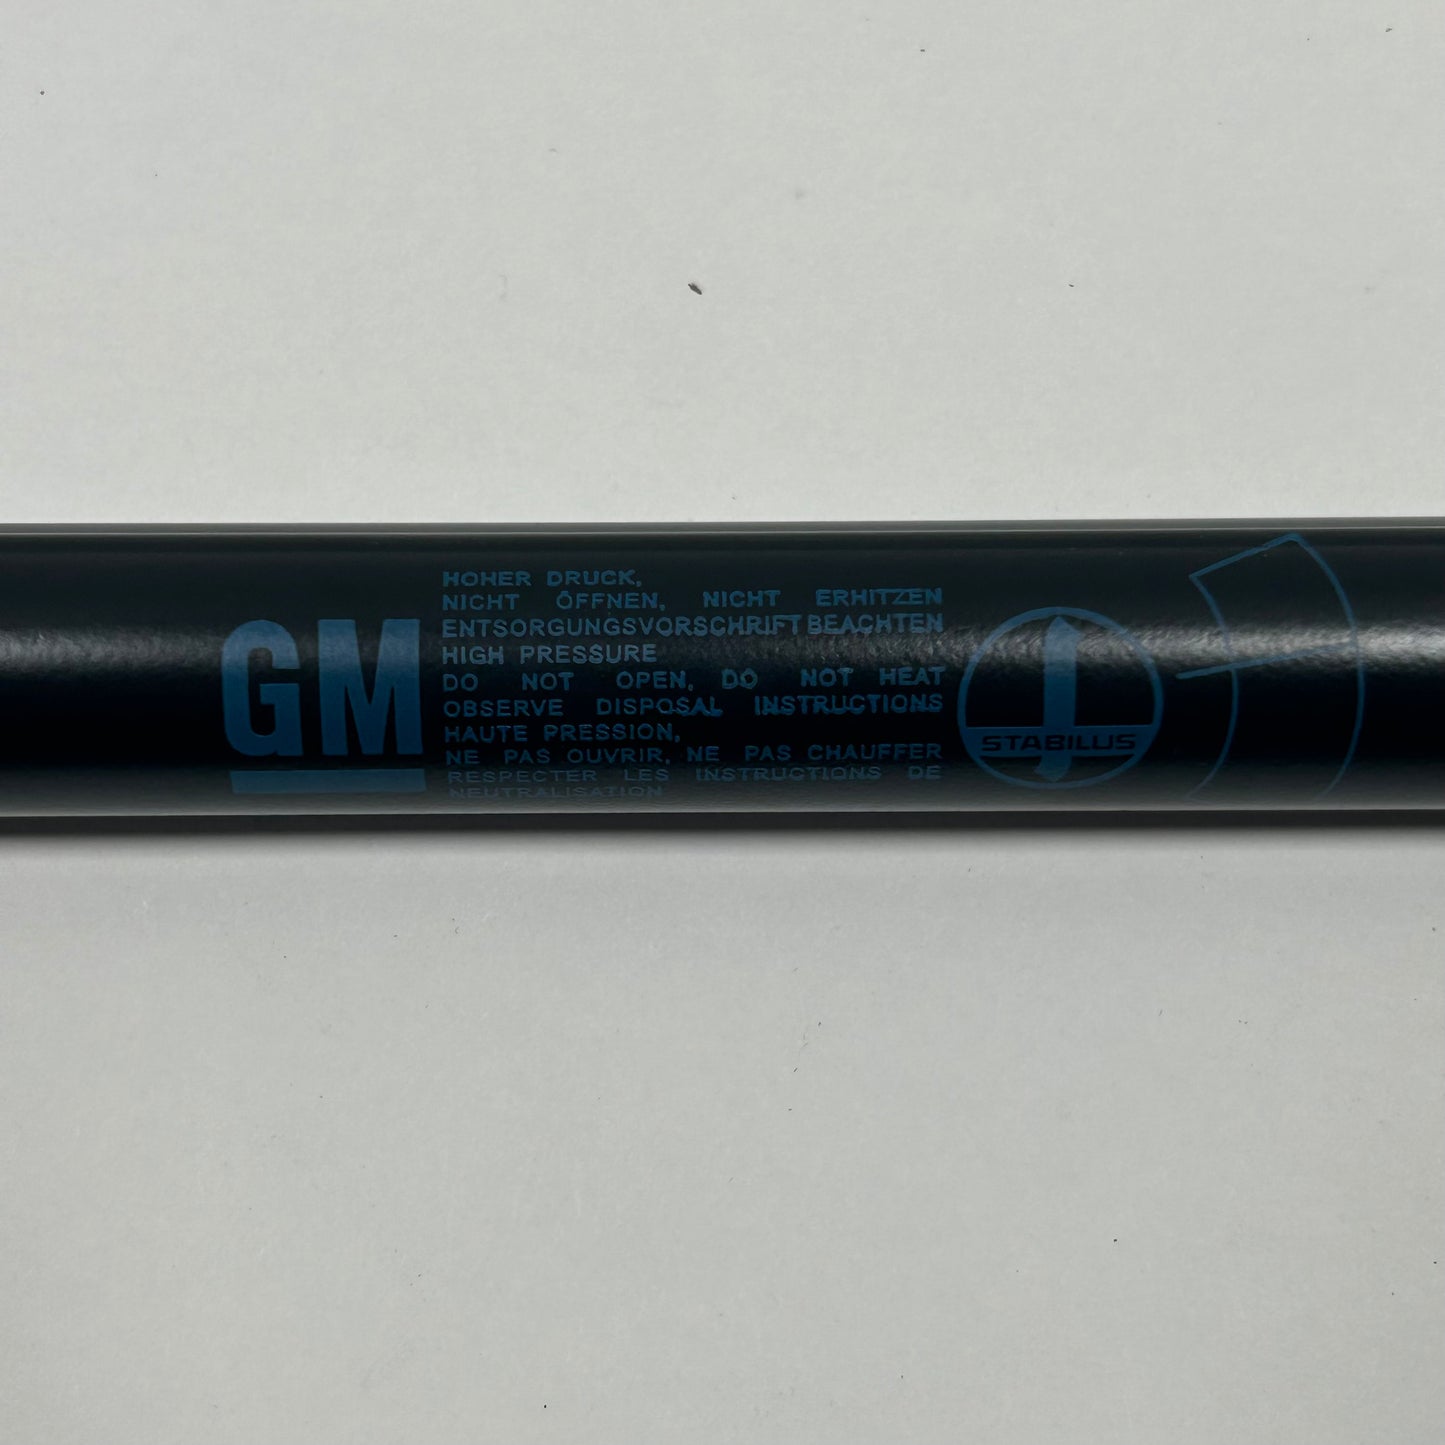 GM
HOHER DRUCK,
NICHT ÖFFNEN, NICHT ERHITZEN
ENTSORGUNGSVORSCHRIFT BEACHTEN
HIGH PRESSURE
DO NOT OPEN, DO NOT HEAT
OBSERVE DISPOSAL INSTRUCTIONS
HAUTE PRESSION,
NE PAS OUVRIR, NE PAS CHAUFFER
RESPECTER LES INSTRUCTIONS DE
NEUTRALISATION
STABILUS